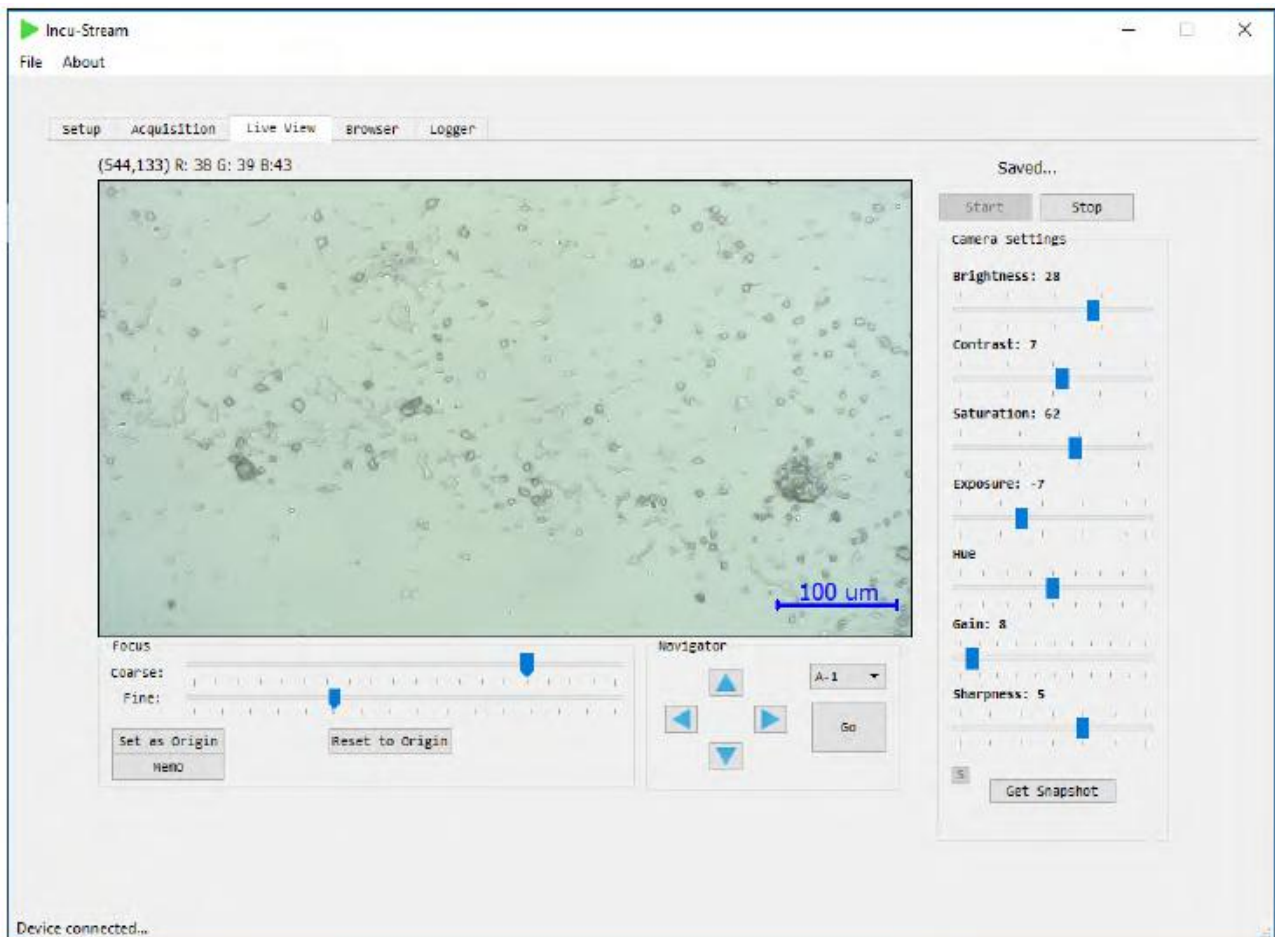 Incu-Stream
File About
Setup Acquisition Live View Browser Logger
(544,133) R: 38 G: 39 B:43
Saved...
Start Stop
Camera Settings
Brightness: 28
Contrast: 7
Saturation: 62
Exposure: -7
Hue
Gain: 8
Sharpness: 5
S
Get Snapshot
100 um
Focus
Coarse:
Fine:
Set as Origin Reset to Origin
Memo
Navigator
A-1
Go
Device connected...